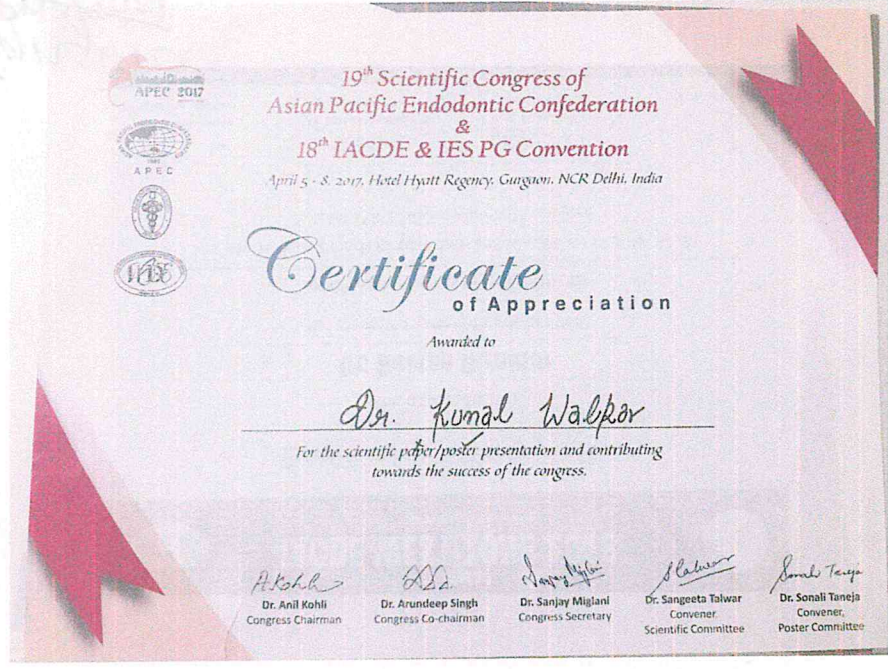 APEC 2017
APEC
19th Scientific Congress of
Asian Pacific Endodontic Confederation
&
18th IACDE & IES PG Convention
April 5 - 8, 2017, Hotel Hyatt Regency, Gurgaon, NCR Delhi, India
Certificate
of Appreciation
Awarded to
Dr. Kunal Walkar
For the scientific paper/poster presentation and contributing
towards the success of the congress.
Dr. Anil Kohli
Congress Chairman
Dr. Arundeep Singh
Congress Co-chairman
Sanjay Miglani
Dr. Sanjay Miglani
Congress Secretary
Dr. Sangeeta Talwar
Convener,
Scientific Committee
Sonali Taneja
Dr. Sonali Taneja
Convener,
Poster Committee